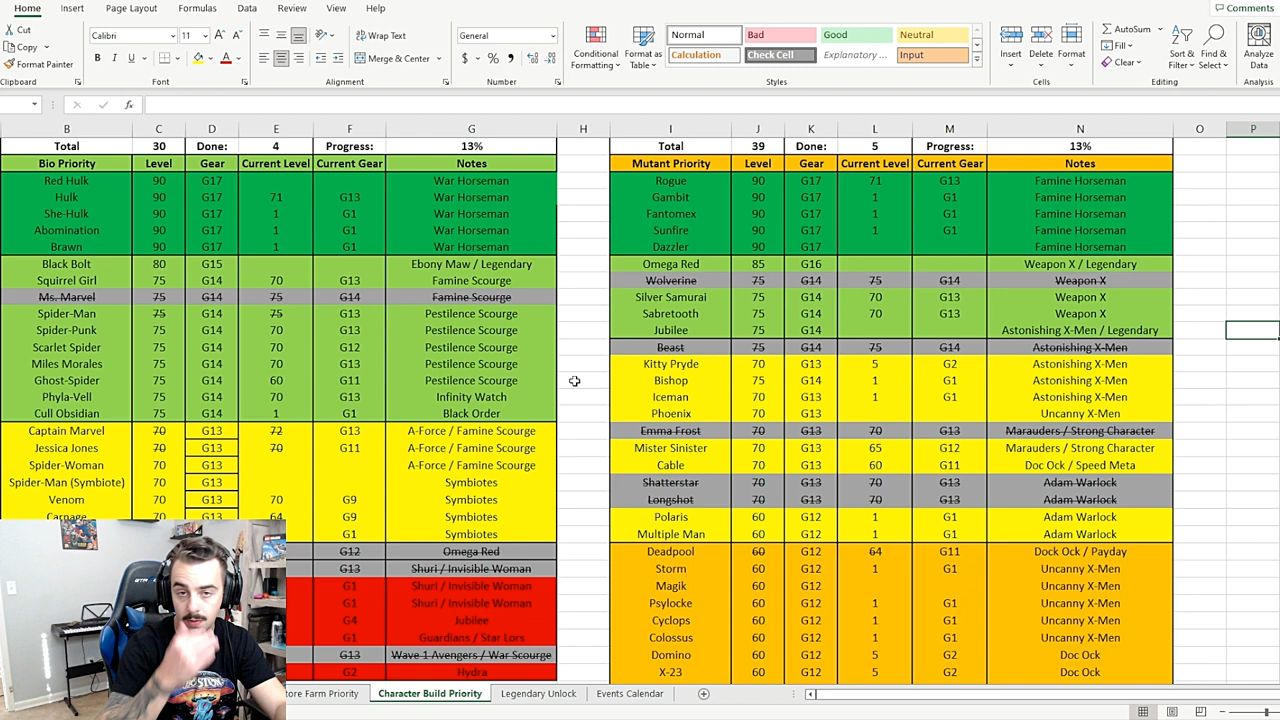 Home Insert Page Layout Formulas Data Review View Help Comments
Cut Calibri 11 Wrap Text General Normal Bad Good Neutral AutoSum
Copy Conditional Format as Insert Delete Format Fill Sort & Find & Analyze
Format Painter Merge & Center Formatting Table Calculation Check Cell Explanatory ... Input Clear Filter Select Data
Clipboard Font Alignment Number Styles Cells Editing Analysis
B C D E F G H I J K L M N O P
Total 30 Done: 4 Progress: 13% Total 39 Done: 5 Progress: 13%
Bio Priority Level Gear Current Level Current Gear Notes Mutant Priority Level Gear Current Level Current Gear Notes
Red Hulk 90 G17 War Horseman Rogue 90 G17 71 G13 Famine Horseman
Hulk 90 G17 71 G13 War Horseman Gambit 90 G17 1 G1 Famine Horseman
She-Hulk 90 G17 1 G1 War Horseman Fantomex 90 G17 1 G1 Famine Horseman
Abomination 90 G17 1 G1 War Horseman Sunfire 90 G17 1 G1 Famine Horseman
Brawn 90 G17 1 G1 War Horseman Dazzler 90 G17 Famine Horseman
Black Bolt 80 G15 Ebony Maw / Legendary Omega Red 85 G16 Weapon X / Legendary
Squirrel Girl 75 G14 70 G13 Famine Scourge Wolverine 75 G14 75 G14 Weapon X
Ms. Marvel 75 G14 75 G14 Famine Scourge Silver Samurai 75 G14 70 G13 Weapon X
Spider-Man 75 G14 75 G13 Pestilence Scourge Sabretooth 75 G14 70 G13 Weapon X
Spider-Punk 75 G14 70 G13 Pestilence Scourge Jubilee 75 G14 Astonishing X-Men / Legendary
Scarlet Spider 75 G14 70 G12 Pestilence Scourge Beast 75 G14 75 G14 Astonishing X-Men
Miles Morales 75 G14 70 G13 Pestilence Scourge Kitty Pryde 75 G14 5 G2 Astonishing X-Men
Ghost-Spider 75 G14 60 G11 Pestilence Scourge Bishop 75 G14 1 G1 Astonishing X-Men
Phyla-Vell 75 G14 70 G13 Infinity Watch Iceman 75 G14 1 G1 Astonishing X-Men
Cull Obsidian 75 G14 1 G1 Black Order Phoenix 70 G13 Uncanny X-Men
Captain Marvel 70 G13 72 G13 A-Force / Famine Scourge Emma Frost 70 G13 70 G13 Marauders / Strong Character
Jessica Jones 70 G13 70 G11 A-Force / Famine Scourge Mister Sinister 70 G13 65 G12 Marauders / Strong Character
Spider-Woman 70 G13 A-Force / Famine Scourge Cable 70 G13 60 G11 Doc Ock / Speed Meta
Spider-Man (Symbiote) 70 G13 Symbiotes Shatterstar 70 G13 70 G13 Adam Warlock
Venom 70 G13 70 G9 Symbiotes Longshot 70 G13 70 G13 Adam Warlock
Carnage 70 G13 64 G9 Symbiotes Polaris 60 G12 1 G1 Adam Warlock
G1 Symbiotes Multiple Man 60 G12 1 G1 Adam Warlock
G12 Omega Red Deadpool 60 G12 64 G11 Dock Ock / Payday
G13 Shuri / Invisible Woman Storm 60 G12 1 G1 Uncanny X-Men
G1 Shuri / Invisible Woman Magik 60 G12 Uncanny X-Men
G1 Shuri / Invisible Woman Psylocke 60 G12 1 G1 Uncanny X-Men
G4 Jubilee Cyclops 60 G12 1 G1 Uncanny X-Men
G1 Guardians / Star Lors Colossus 60 G12 1 G1 Uncanny X-Men
G13 Wave 1 Avengers / War Scourge Domino 60 G12 5 G2 Doc Ock
G2 Hydra X-23 60 G12 5 G2 Doc Ock
tore Farm Priority Character Build Priority Legendary Unlock Events Calendar